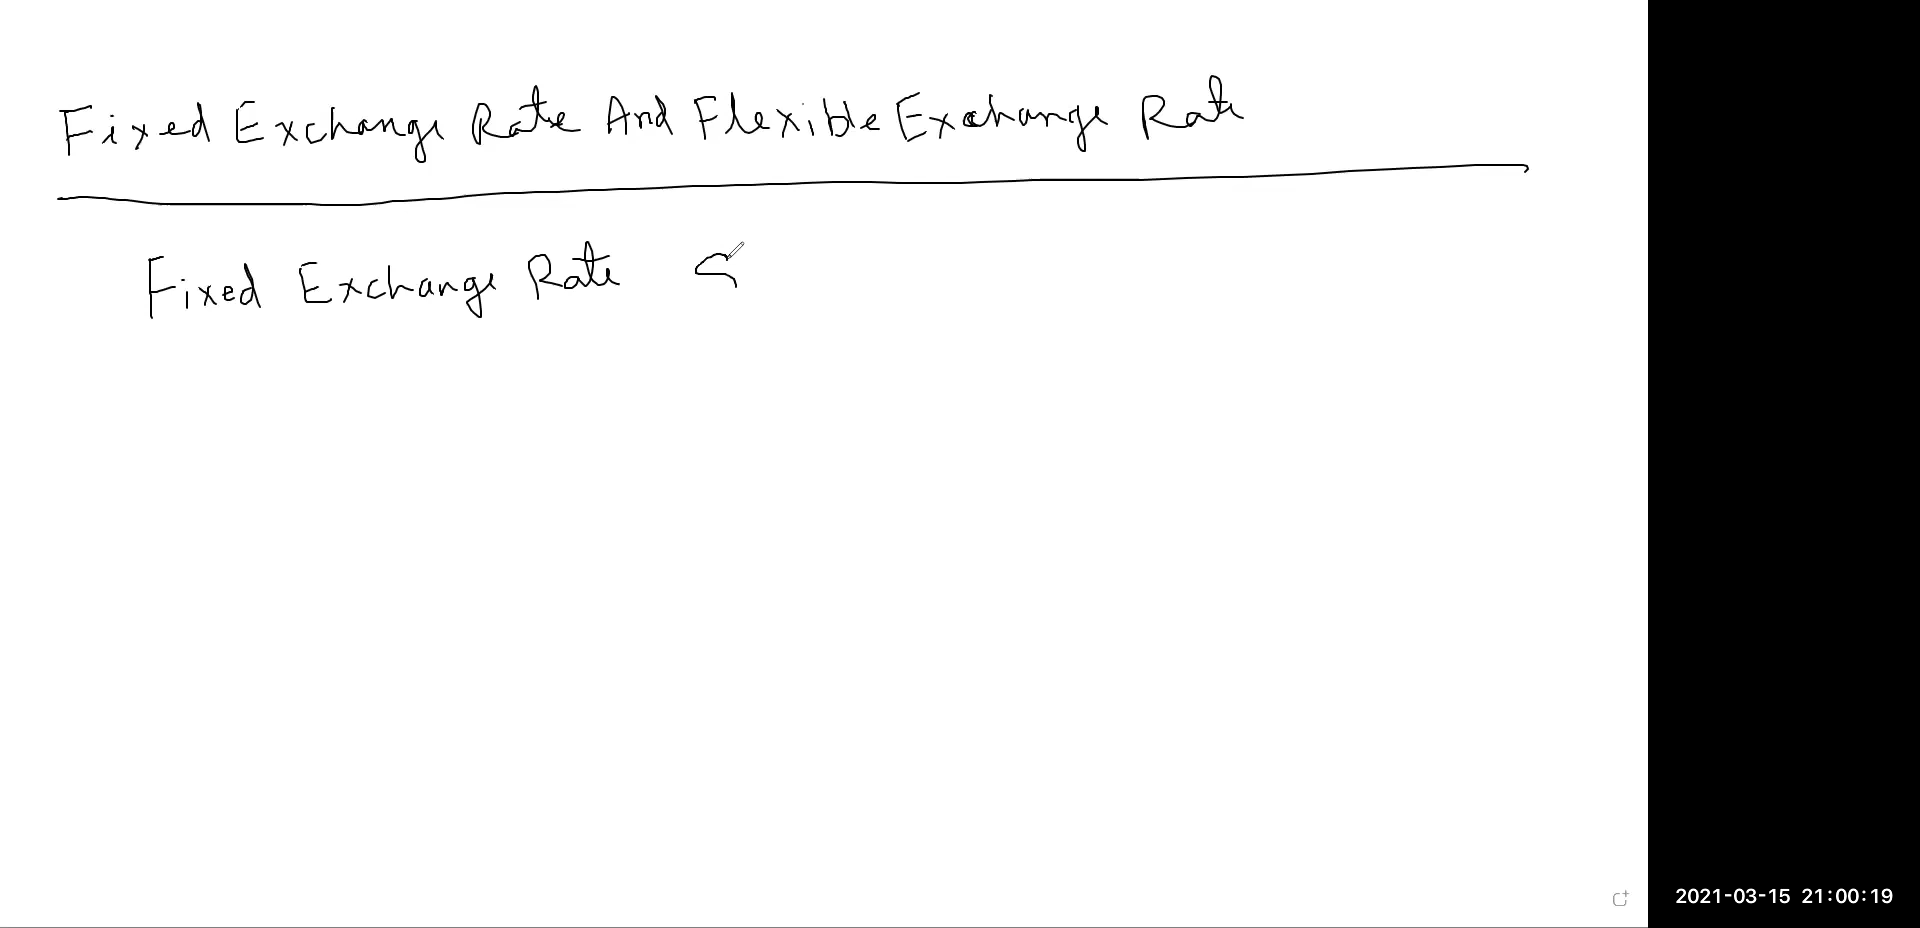 Fixed Exchange Rate And Flexible Exchange Rate
Fixed Exchange Rate
2021-03-15 21:00:19